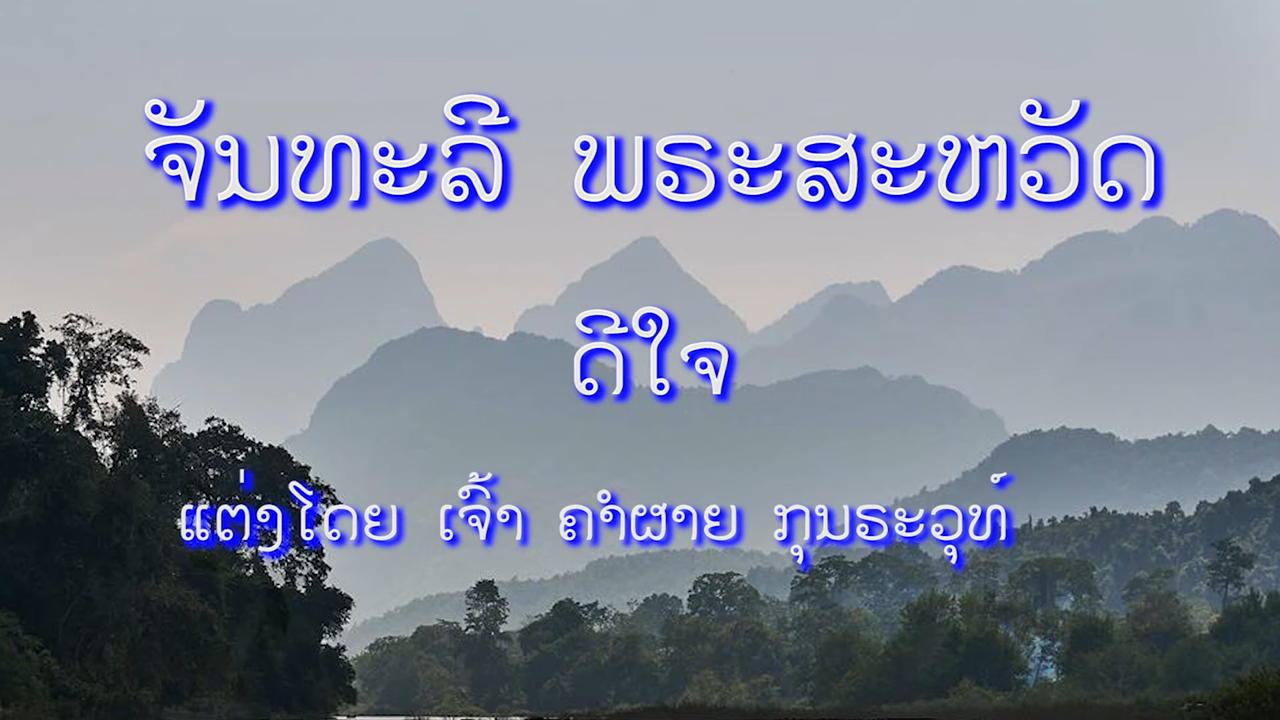 ຈັນທະລີ ພຣະສະຫວັດ
ດີໃຈ
ແຕ່ງໂດຍ ເຈົ້າ ຄຳຜາຍ ກຸນຣະວຸທ໌